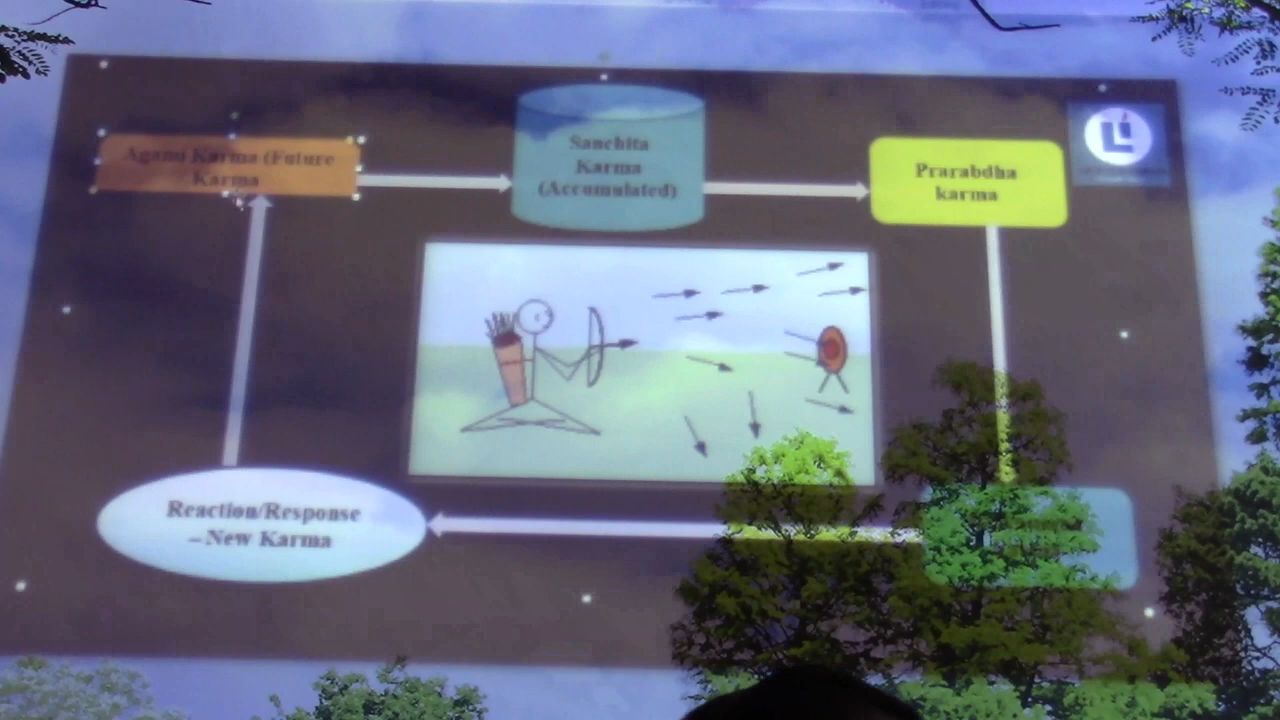 Agami Karma (Future
Karma
Sanchita
Karma
(Accumulated)
Prarabdha
karma
Reaction/Response
–New Karma